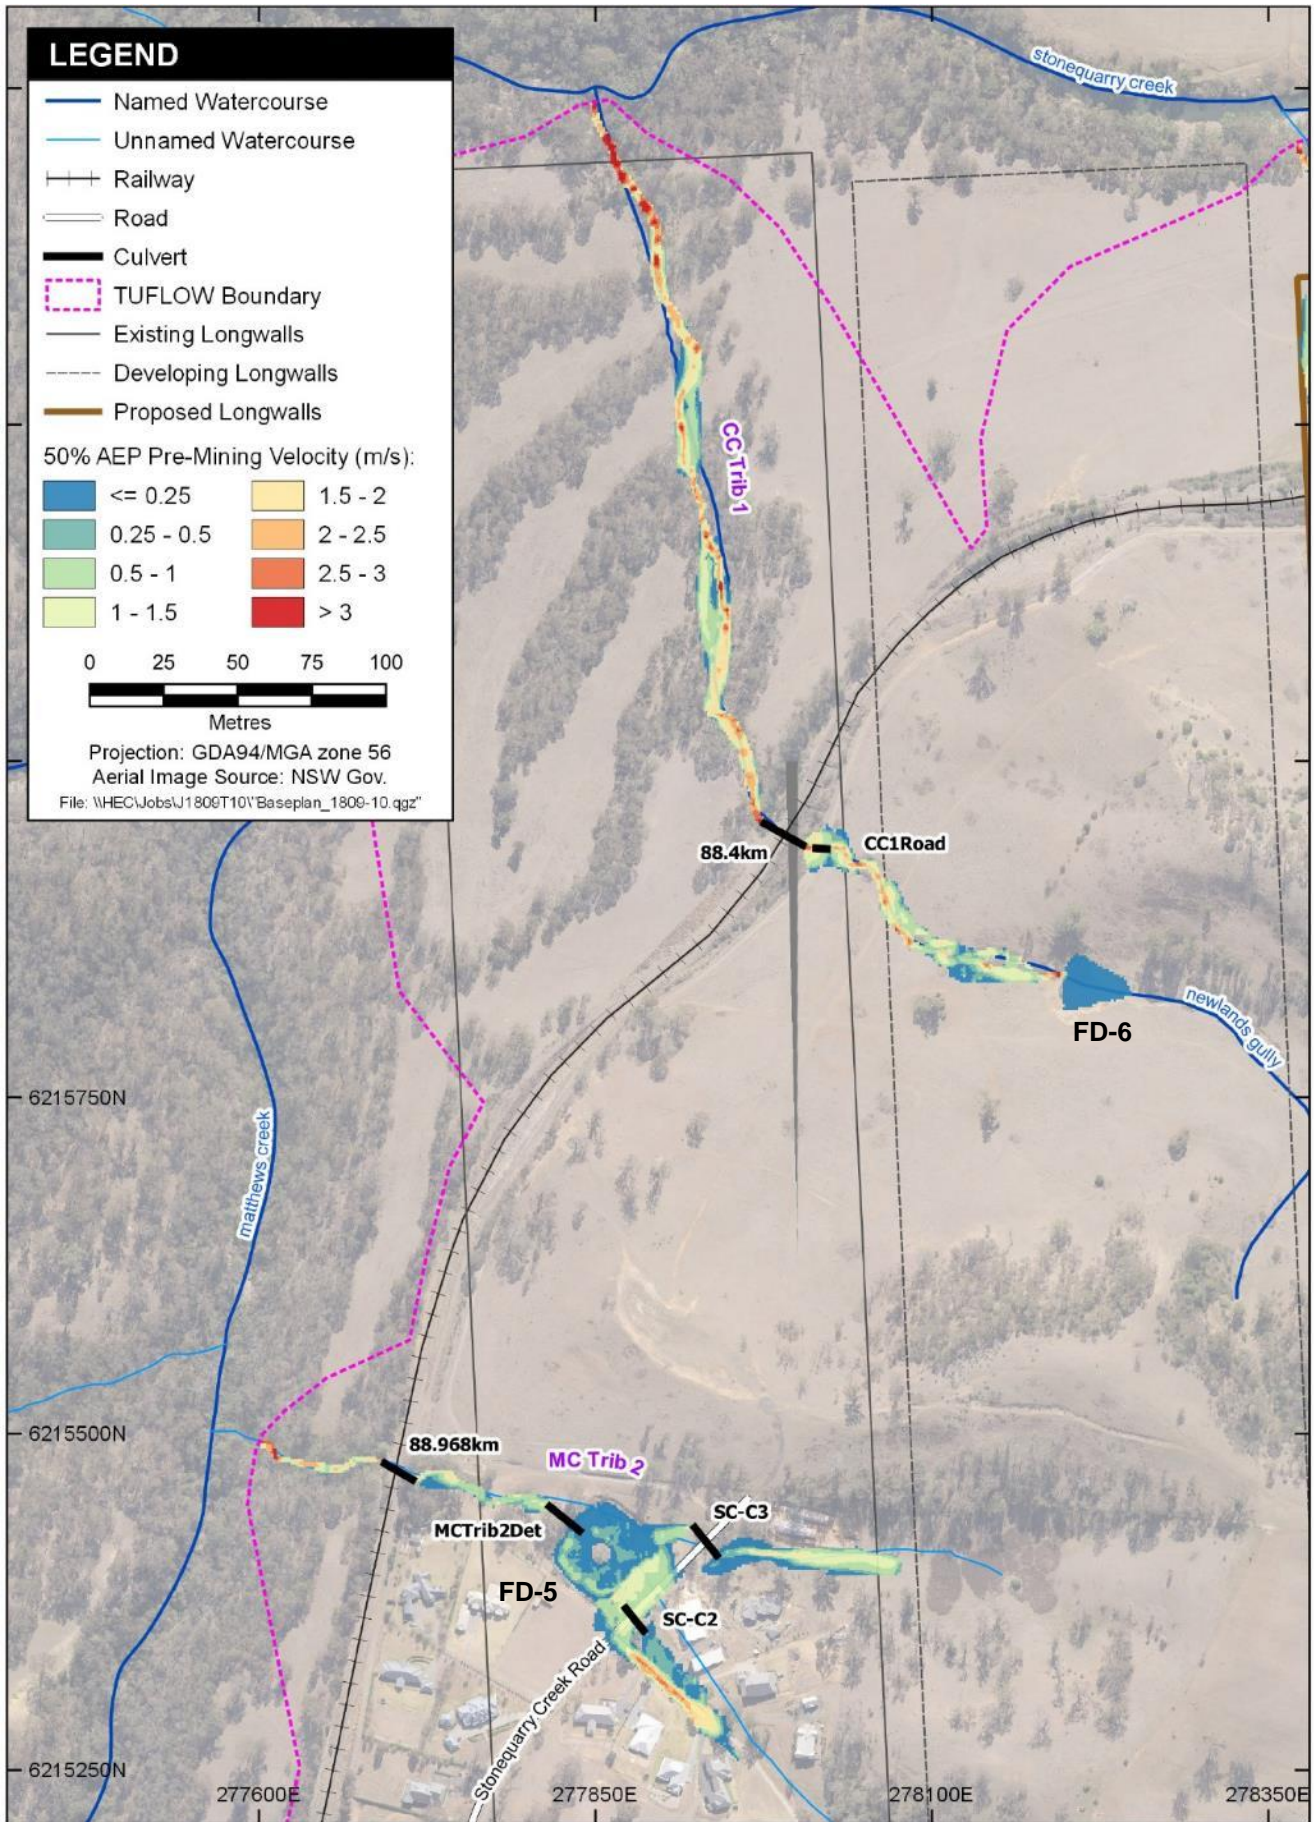 LEGEND
Named Watercourse
Unnamed Watercourse
Railway
Road
Culvert
TUFLOW Boundary
Existing Longwalls
Developing Longwalls
Proposed Longwalls
50% AEP Pre-Mining Velocity (m/s):
<= 0.25
0.25 - 0.5
0.5 - 1
1 - 1.5
1.5 - 2
2 - 2.5
2.5 - 3
> 3
0 25 50 75 100
Metres
Projection: GDA94/MGA zone 56
Aerial Image Source: NSW Gov.
File: \\HEC\Jobs\J1809T10\"Baseplan_1809-10.qgz"
stonequarry creek
CC Trib 1
88.4km
CC1Road
FD-6
newlands gully
6215750N
matthews creek
6215500N
88.968km
MC Trib 2
SC-C3
MCTrib2Det
FD-5
SC-C2
Stonequarry Creek Road
6215250N
277600E
277850E
278100E
278350E